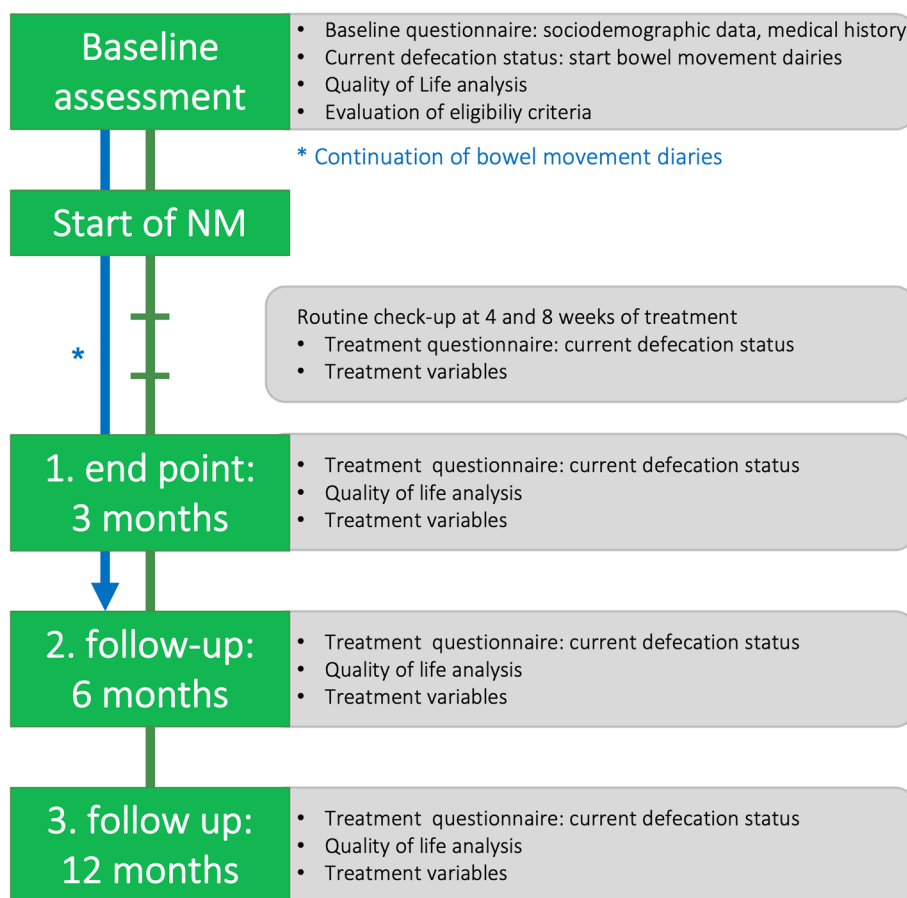 Baseline
assessment
• Baseline questionnaire: sociodemographic data, medical history
• Current defecation status: start bowel movement dairies
• Quality of Life analysis
• Evaluation of eligibiliy criteria
* Continuation of bowel movement diaries
Start of NM
Routine check-up at 4 and 8 weeks of treatment
• Treatment questionnaire: current defecation status
• Treatment variables
*
1. end point:
3 months
• Treatment questionnaire: current defecation status
• Quality of life analysis
• Treatment variables
2. follow-up:
6 months
• Treatment questionnaire: current defecation status
• Quality of life analysis
• Treatment variables
3. follow up:
12 months
• Treatment questionnaire: current defecation status
• Quality of life analysis
• Treatment variables